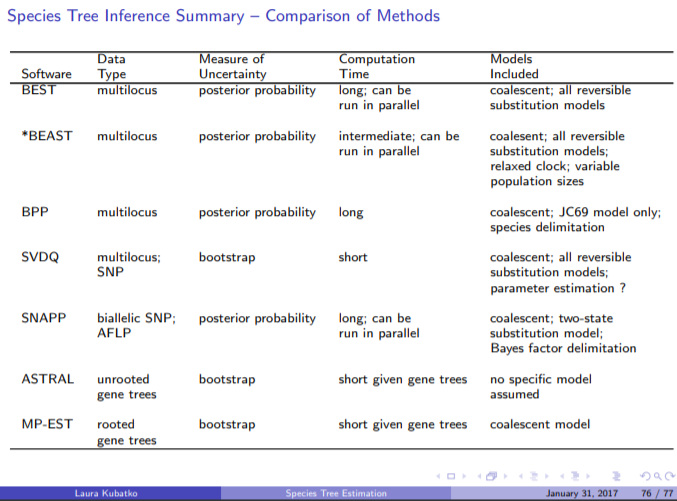 Species Tree Inference Summary – Comparison of Methods
Data Measure of Computation Models
Software Type Uncertainty Time Included
BEST multilocus posterior probability long; can be coalescent; all reversible
run in parallel substitution models
*BEAST multilocus posterior probability intermediate; can be coalesent; all reversible
run in parallel substitution models;
relaxed clock; variable
population sizes
BPP multilocus posterior probability long coalescent; JC69 model only;
species delimitation
SVDQ multilocus; bootstrap short coalescent; all reversible
SNP substitution models;
parameter estimation ?
SNAPP biallelic SNP; posterior probability long; can be coalescent; two-state
AFLP run in parallel substitution model;
Bayes factor delimitation
ASTRAL unrooted bootstrap short given gene trees no specific model
gene trees assumed
MP-EST rooted bootstrap short given gene trees coalescent model
gene trees
Laura Kubatko Species Tree Estimation January 31, 2017 76 / 77